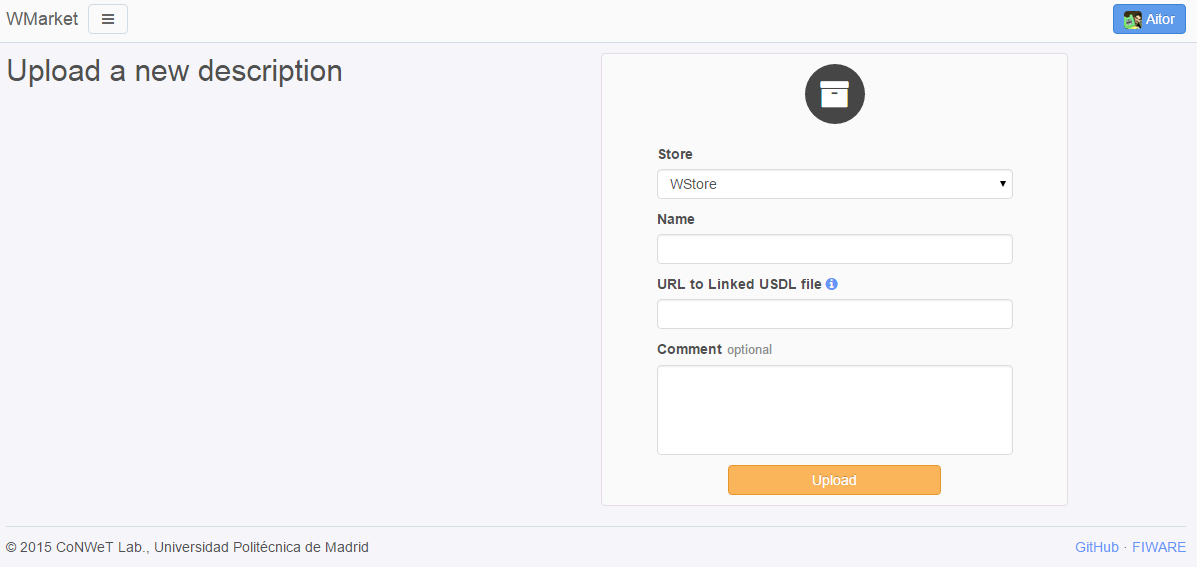 WMarket
Aitor
Upload a new description
Store
WStore
Name
URL to Linked USDL file
Comment optional
Upload
© 2015 CoNWeT Lab., Universidad Politécnica de Madrid
GitHub · FIWARE